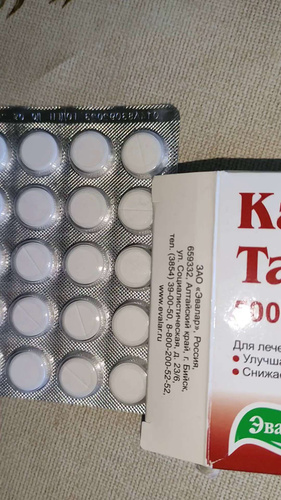 ЗАО "Эвалар", Россия,
659332, Алтайский край, г. Бийск,
ул. Социалистическая, д. 23/6,
тел. (3854) 39-00-50, 8-800-200-52-52,
www.evalar.ru
Ка
Та
500
Для лече
• Улучша
• Снижае
Эва